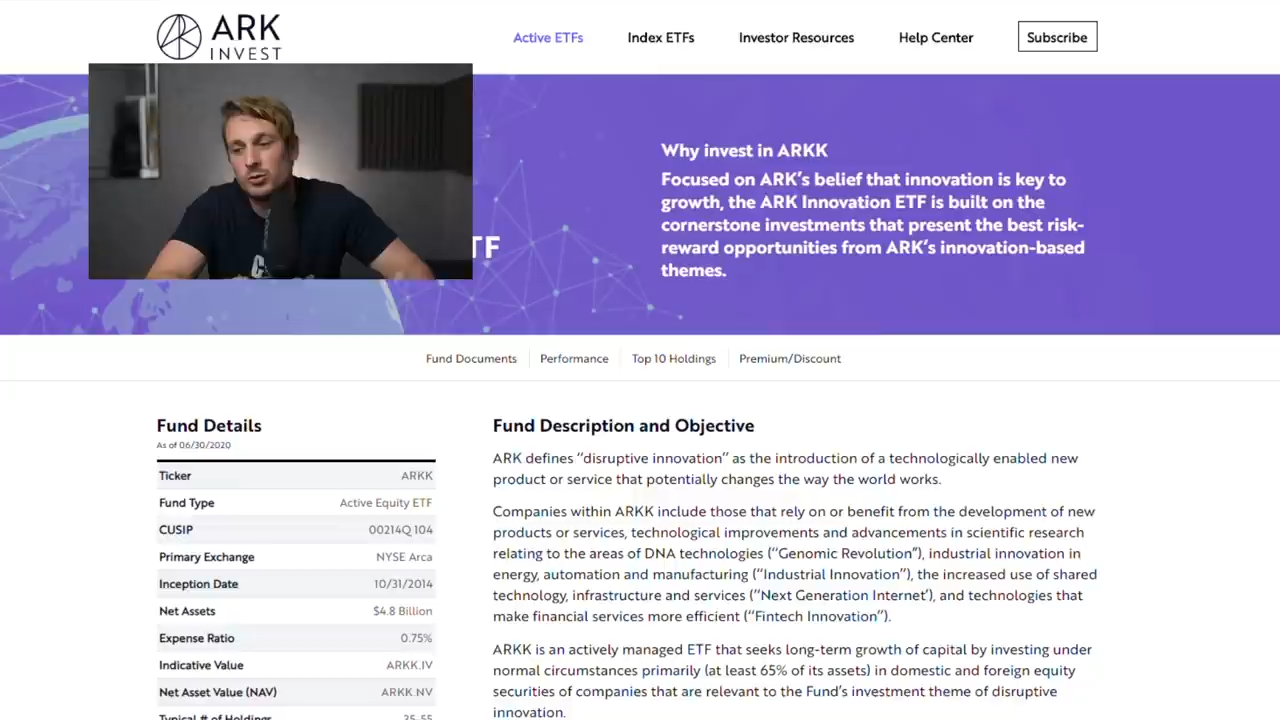 ARK
INVEST
Active ETFs
Index ETFs
Investor Resources
Help Center
Subscribe
TF
Why invest in ARKK
Focused on ARK's belief that innovation is key to
growth, the ARK Innovation ETF is built on the
cornerstone investments that present the best risk-
reward opportunities from ARK's innovation-based
themes.
Fund Documents
Performance
Top 10 Holdings
Premium/Discount
Fund Details
As of 06/30/2020
Ticker ARKK
Fund Type Active Equity ETF
CUSIP 00214Q 104
Primary Exchange NYSE Arca
Inception Date 10/31/2014
Net Assets $4.8 Billion
Expense Ratio 0.75%
Indicative Value ARKK.IV
Net Asset Value (NAV) ARKK.NV
Typical # of Holdings 35-55
Fund Description and Objective
ARK defines “disruptive innovation” as the introduction of a technologically enabled new
product or service that potentially changes the way the world works.
Companies within ARKK include those that rely on or benefit from the development of new
products or services, technological improvements and advancements in scientific research
relating to the areas of DNA technologies (“Genomic Revolution”), industrial innovation in
energy, automation and manufacturing (“Industrial Innovation”), the increased use of shared
technology, infrastructure and services (“Next Generation Internet’), and technologies that
make financial services more efficient (“Fintech Innovation”).
ARKK is an actively managed ETF that seeks long-term growth of capital by investing under
normal circumstances primarily (at least 65% of its assets) in domestic and foreign equity
securities of companies that are relevant to the Fund's investment theme of disruptive
innovation.